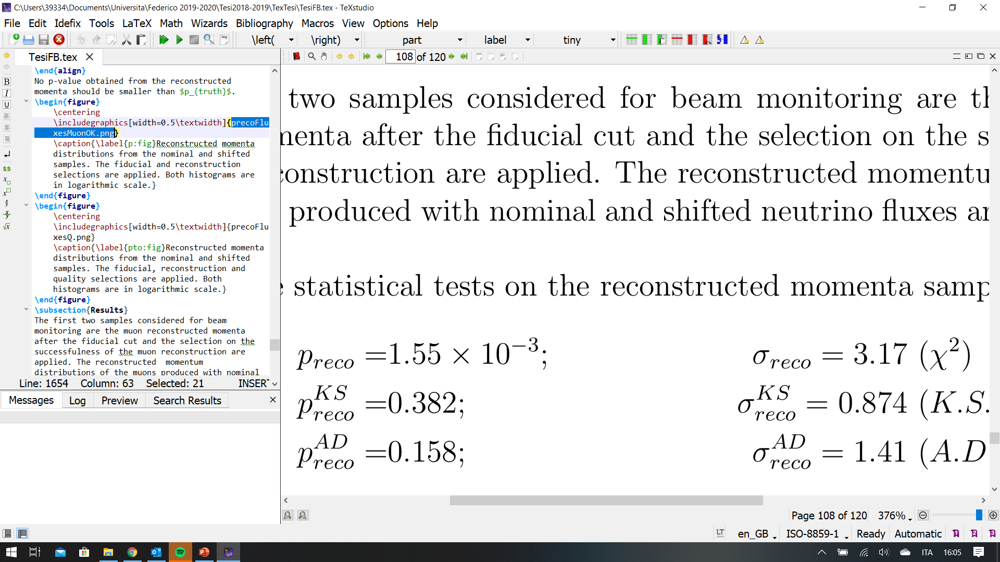 C:\Users\39334\Documents\Universita\Federico 2019-2020\Tesi2018-2019\TexTesi\TesiFB.tex - TeXstudio
File Edit Idefix Tools LaTeX Math Wizards Bibliography Macros View Options Help
\left( \right) part label tiny
TesiFB.tex
108 of 120
\end{align}
No p-value obtained from the reconstructed
momenta should be smaller than $p_{truth}$.
\begin{figure}
\centering
\includegraphics[width=0.5\textwidth]{precoFlu
xesMuonOK.png}
\caption{\label{p:fig}Reconstructed momenta
distributions from the nominal and shifted
samples. The fiducial and reconstruction
selections are applied. Both histograms are
in logarithmic scale.}
\end{figure}
\begin{figure}
\centering
\includegraphics[width=0.5\textwidth]{precoFlu
xesQ.png}
\caption{\label{pto:fig}Reconstructed momenta
distributions from the nominal and shifted
samples. The fiducial, reconstruction and
quality selections are applied. Both
histograms are in logarithmic scale.}
\end{figure}
\subsection{Results}
The first two samples considered for beam
monitoring are the muon reconstructed momenta
after the fiducial cut and the selection on the
successfulness of the muon reconstruction are
applied. The reconstructed  momentum
distributions of the muons produced with nominal
Line: 1654 Column: 63 Selected: 21 INSERT
Messages Log Preview Search Results
two samples considered for beam monitoring are th
menta after the fiducial cut and the selection on the s
construction are applied. The reconstructed momentu
produced with nominal and shifted neutrino fluxes ar
e statistical tests on the reconstructed momenta samp
p_{reco} =1.55 × 10^{−3}; σ_{reco} = 3.17 (χ²)
p^{KS}_{reco} =0.382; σ^{KS}_{reco} = 0.874 (K.S.
p^{AD}_{reco} =0.158; σ^{AD}_{reco} = 1.41 (A.D
Page 108 of 120 376%
LT en_GB ISO-8859-1 Ready Automatic 1 2 3
ITA 16:05